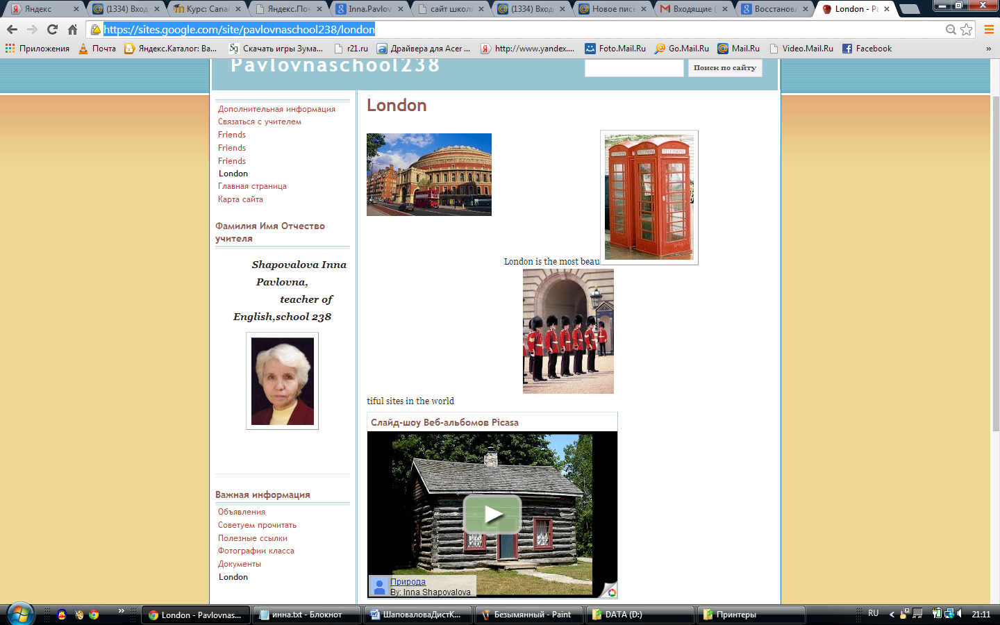 Яндекс
(1334) Вход
Курс: Canad
Яндекс.Поч
Inna.Pavlov
сайт школ
(1334) Вход
Новое пись
Входящие (
Восстанов
London - Pa
https://sites.google.com/site/pavlovnaschool238/london
Приложения
Почта
Яндекс.Каталог: Ва...
Скачать игры Зума...
r21.ru
Драйвера для Acer ...
http://www.yandex....
Foto.Mail.Ru
Go.Mail.Ru
Mail.Ru
Video.Mail.Ru
Facebook
»
Pavlovnaschool238
Поиск по сайту
Дополнительная информация
Связаться с учителем
Friends
Friends
Friends
London
Главная страница
Карта сайта
Фамилия Имя Отчество
учителя
Shapovalova Inna
Pavlovna,
teacher of
English,school 238
Важная информация
Объявления
Советуем прочитать
Полезные ссылки
Фотографии класса
Документы
London
London
TELEPHONE
TELEPHONE
London is the most beau
tiful sites in the world
Слайд-шоу Веб-альбомов Picasa
Природа
By: Inna Shapovalova
»
London - Pavlovnas...
инна.txt - Блокнот
ШаповаловаДистК...
Безымянный - Paint
DATA (D:)
Принтеры
RU
21:11